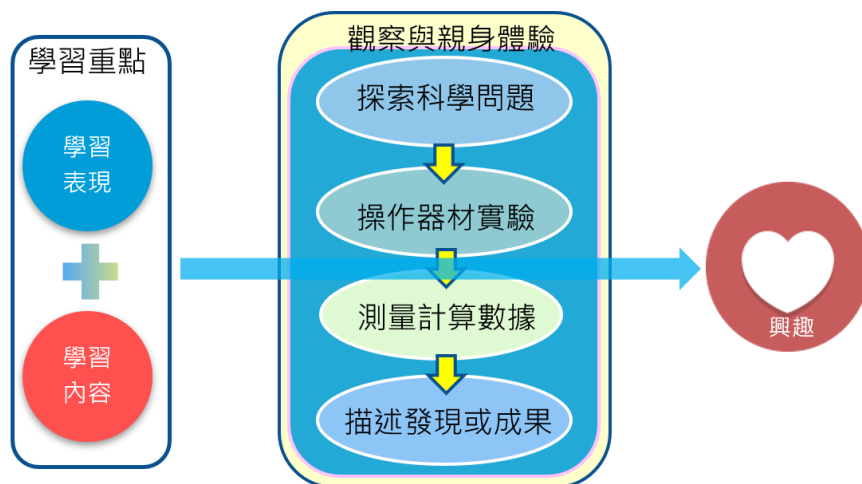 學習重點
學習
表現
學習
內容
觀察與親身體驗
探索科學問題
操作器材實驗
測量計算數據
描述發現或成果
興趣